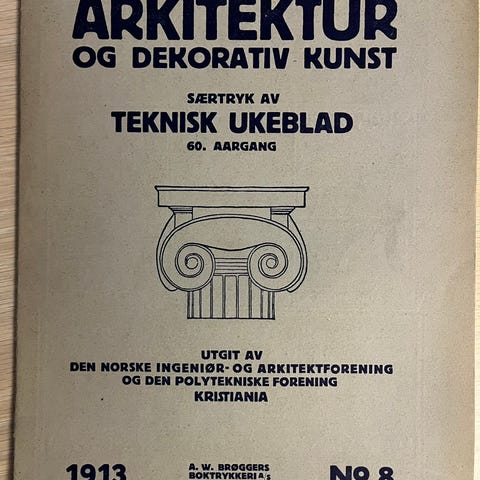 ARKITEKTUR
OG DEKORATIV KUNST
SÆRTRYK AV
TEKNISK UKEBLAD
60. AARGANG
UTGIT AV
DEN NORSKE INGENIØR- OG ARKITEKTFORENING
OG DEN POLYTEKNISKE FORENING
KRISTIANIA
1913
A. W. BRØGGERS
BOKTRYKKERI A/S
No 8